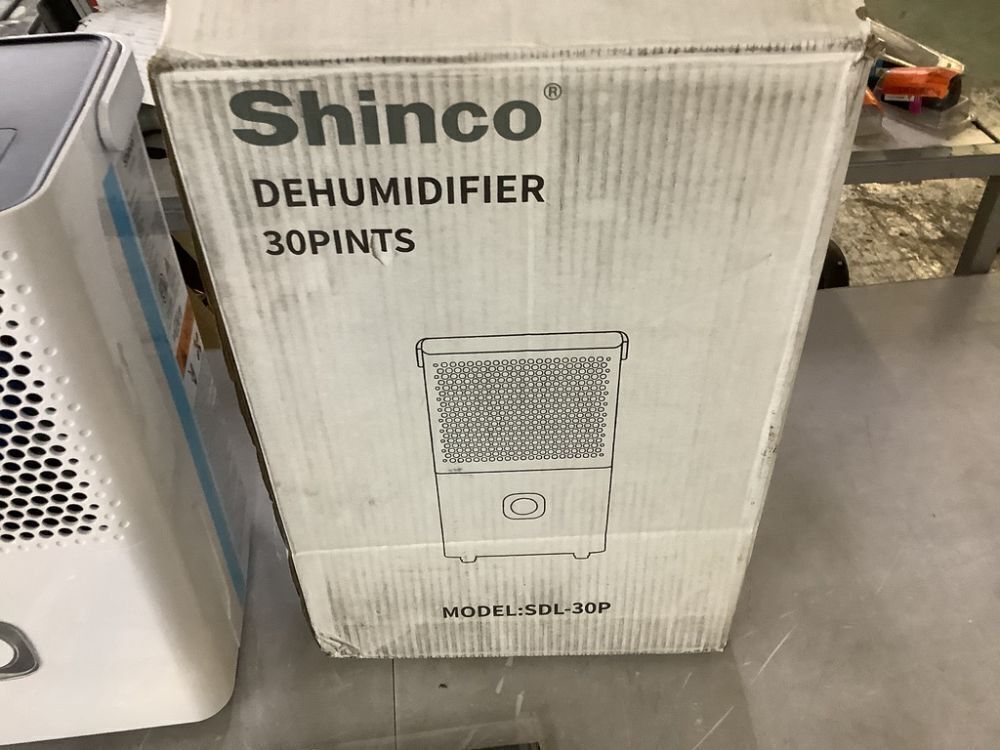 Shinco®
DEHUMIDIFIER
30PINTS
MODEL:SDL-30P